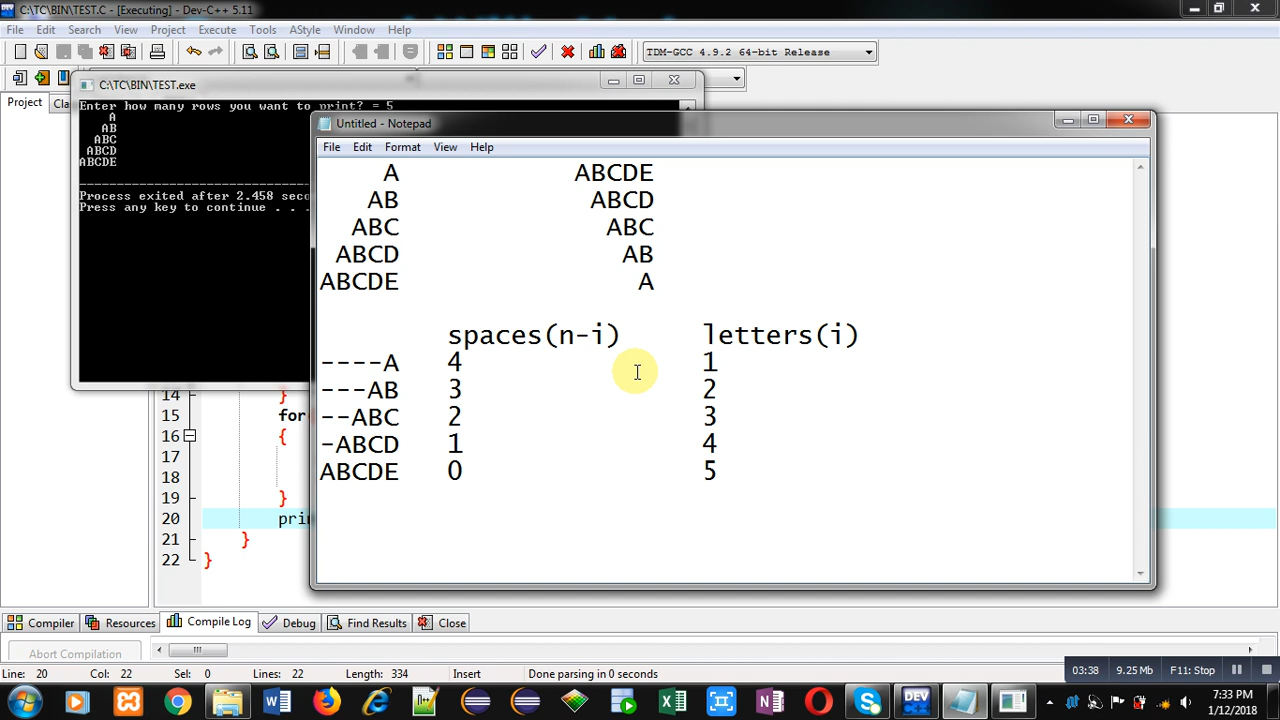 C:\TC\BIN\TEST.C - [Executing] - Dev-C++ 5.11
File Edit Search View Project Execute Tools AStyle Window Help
TDM-GCC 4.9.2 64-bit Release
Project
C:\TC\BIN\TEST.exe
Enter how many rows you want to print? = 5
A
AB
ABC
ABCD
ABCDE
Process exited after 2.458 seco
Press any key to continue . . .
Untitled - Notepad
File Edit Format View Help
A ABCDE
AB ABCD
ABC ABC
ABCD AB
ABCDE A
spaces(n-i) letters(i)
----A 4 1
---AB 3 2
--ABC 2 3
-ABCD 1 4
ABCDE 0 5
14 }
15 for
16 {
17
18
19 }
20 prin
21 }
22 }
Compiler Resources Compile Log Debug Find Results Close
Abort Compilation
Line: 20 Col: 22 Sel: 0 Lines: 22 Length: 334 Insert Done parsing in 0 seconds
03:38 9.25 Mb F11: Stop
7:33 PM
1/12/2018